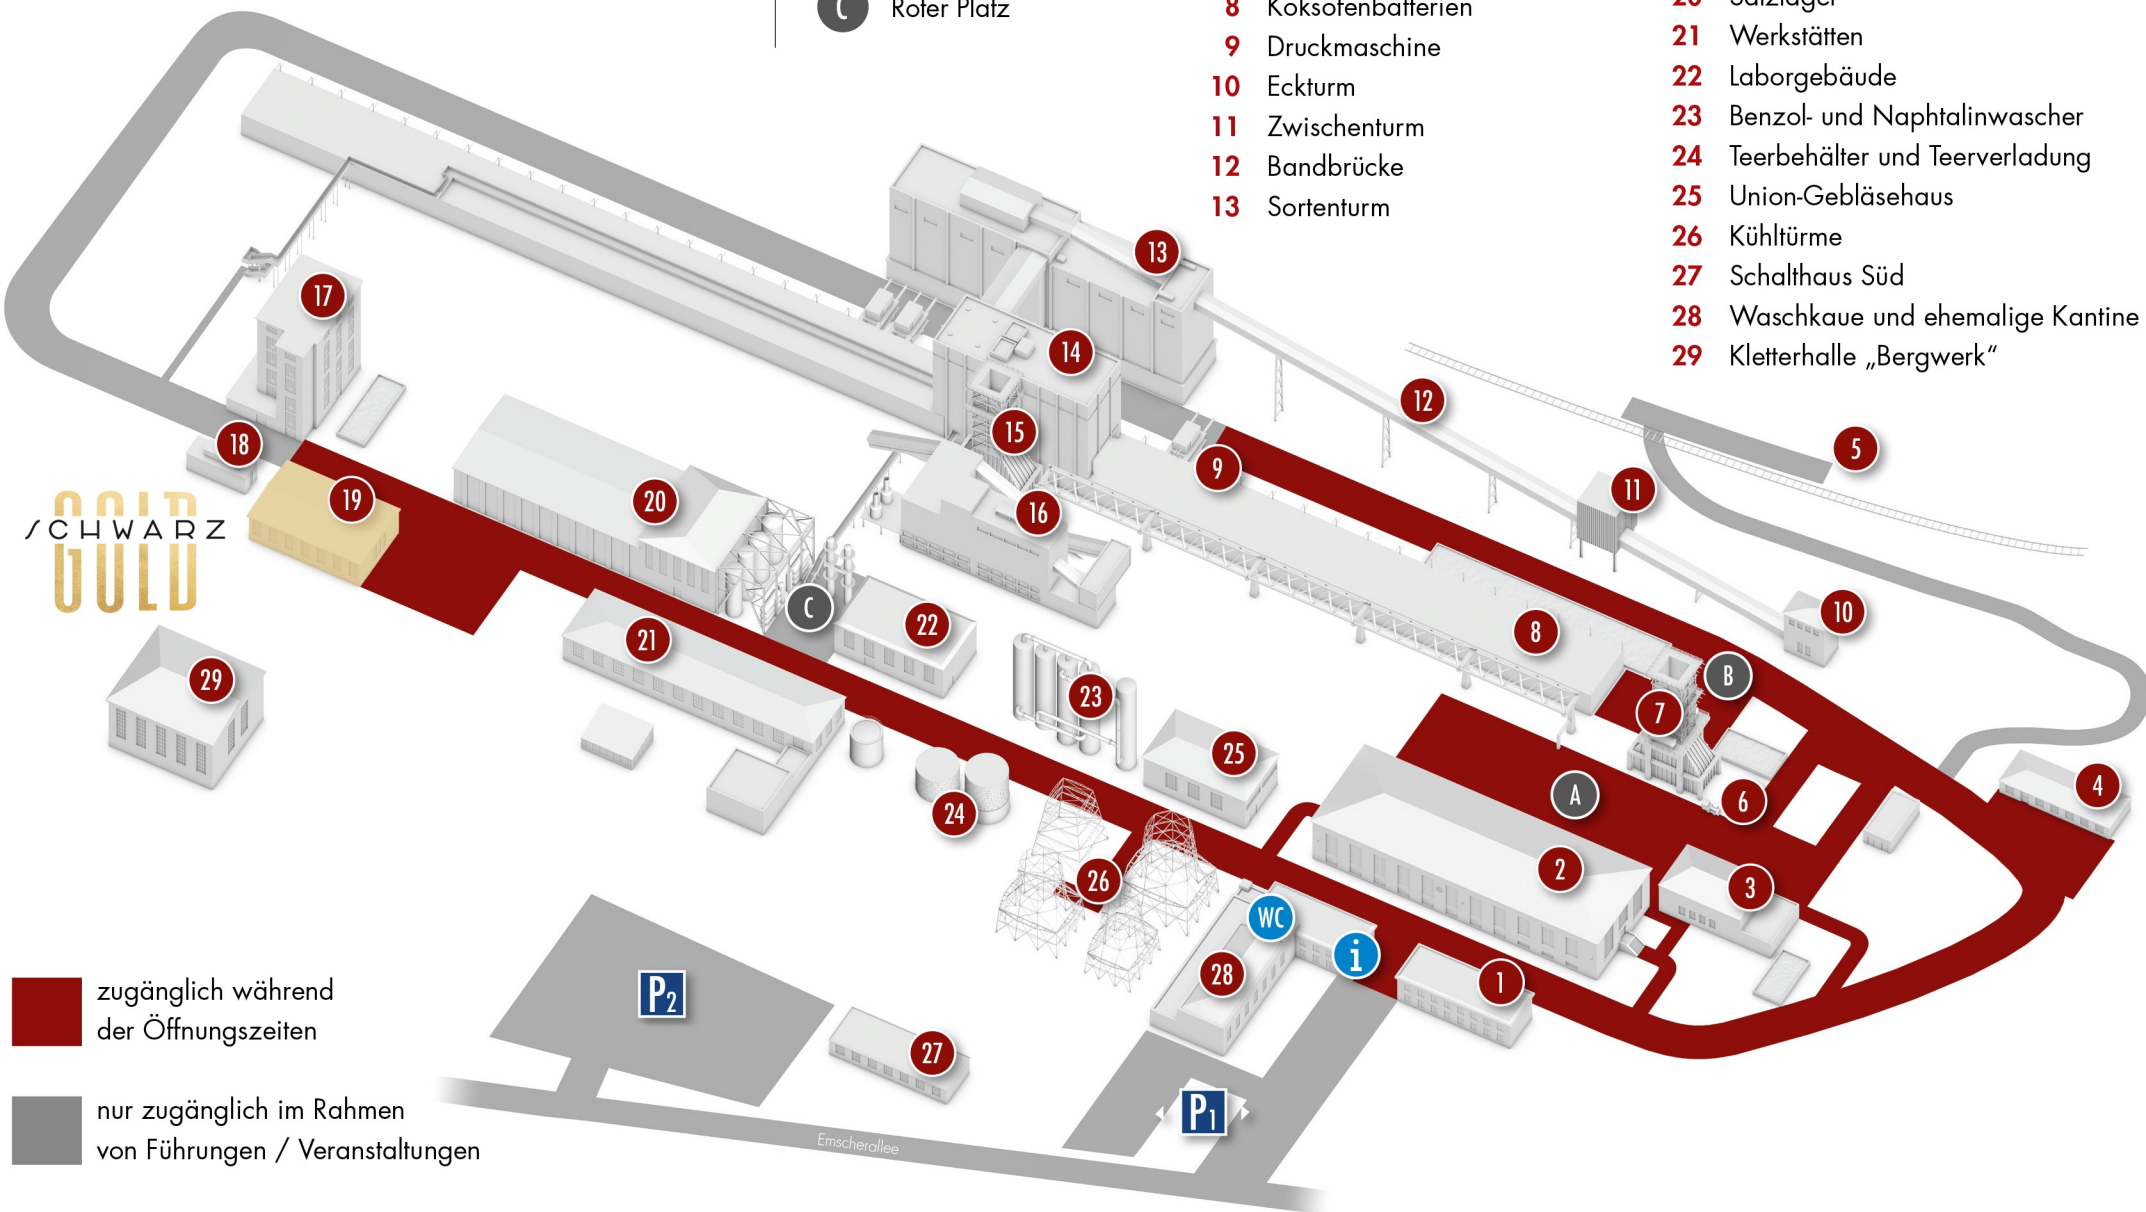 C Roter Platz
8 Koksofenbatterien
9 Druckmaschine
10 Eckturm
11 Zwischenturm
12 Bandbrücke
13 Sortenturm
20 Salzlager
21 Werkstätten
22 Laborgebäude
23 Benzol- und Naphtalinwascher
24 Teerbehälter und Teerverladung
25 Union-Gebläsehaus
26 Kühltürme
27 Schalthaus Süd
28 Waschkaue und ehemalige Kantine
29 Kletterhalle „Bergwerk“
13
17
14
12
15
18
5
9
11
19
20
16
GOLD
SCHWARZ
GOLD
C
22
10
21
8
29
B
23
7
25
4
A
6
24
2
26
3
WC
i
28
1
P2
27
P1
Emscherallee
zugänglich während
der Öffnungszeiten
nur zugänglich im Rahmen
von Führungen / Veranstaltungen